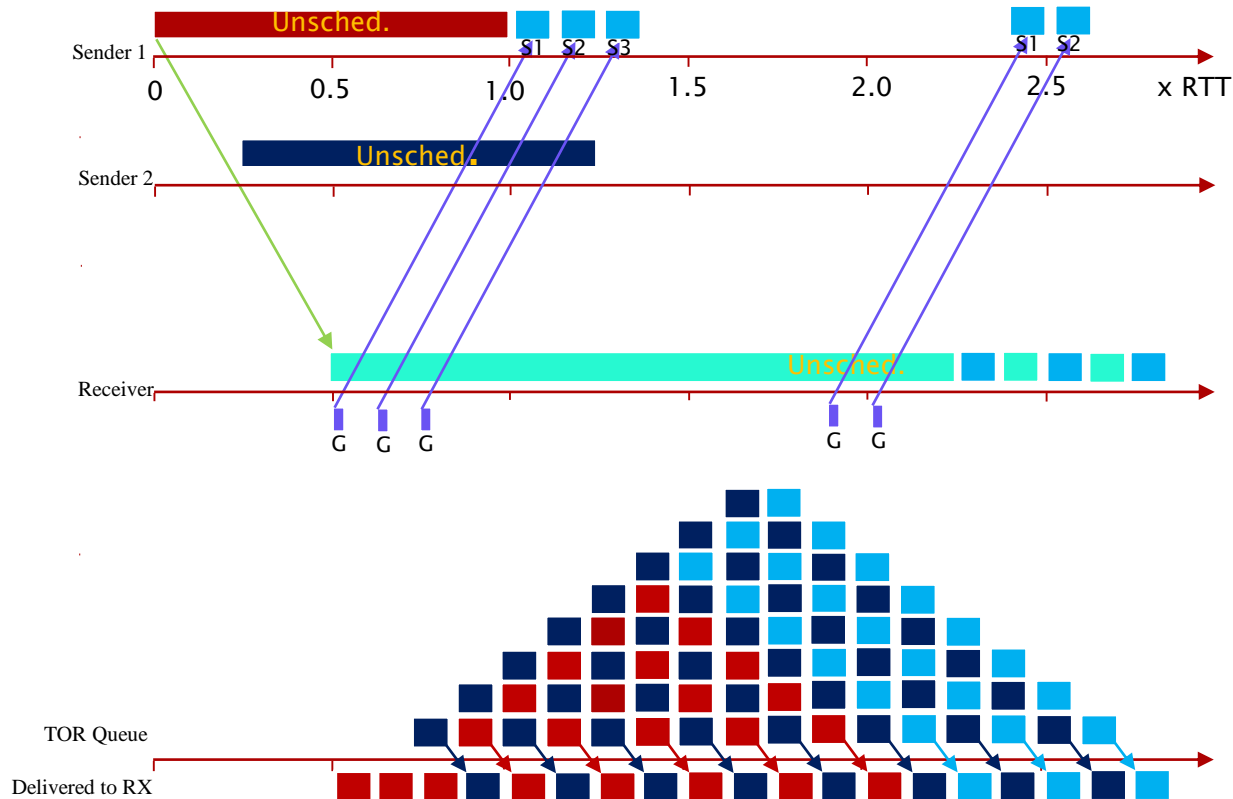 Unsched.
S1 S2 S3 S1 S2
Sender 1
0 0.5 1.0 1.5 2.0 2.5 x RTT
Unsched.
Sender 2
Unsched.
Receiver
G G G G G
TOR Queue
Delivered to RX